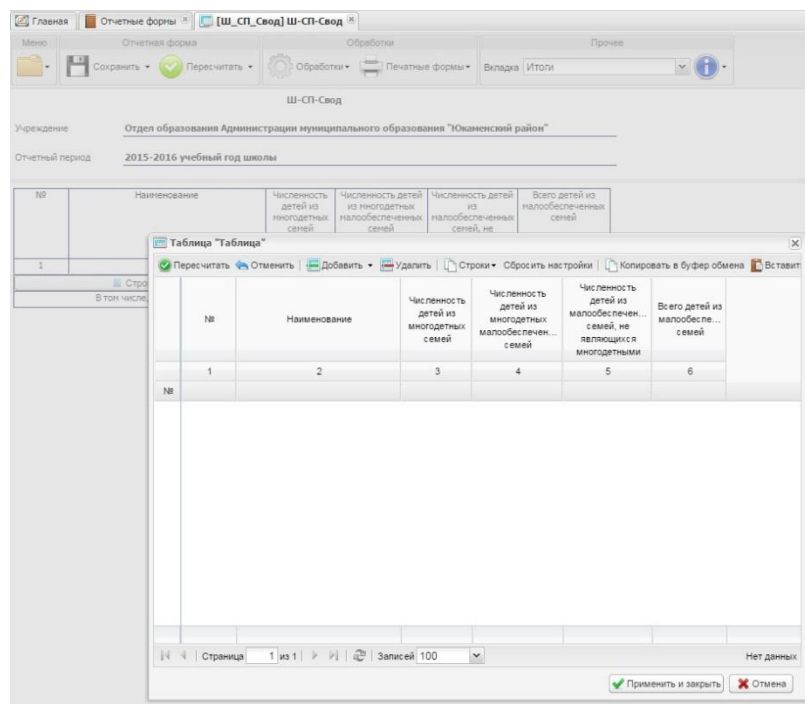 Главная Отчетные формы [Ш_СП_Свод] Ш-СП-Свод
Меню Отчетная форма Обработки Прочее
Сохранить Пересчитать Обработки Печатные формы Вкладка Итоги
Ш-СП-Свод
Учреждение Отдел образования Администрации муниципального образования "Юкаменский район"
Отчетный период 2015-2016 учебный год школы
№ Наименование Численность Численность детей Численность детей Всего детей из
детей из из многодетных из малообеспеченных
многодетных малообеспеченных малообеспеченных семей
семей семей семей, не
1
Стро
В том числе,
Таблица "Таблица"
Пересчитать Отменить Добавить Удалить Строки Сбросить настройки Копировать в буфер обмена Вставит
№
Наименование
Численность
детей из
многодетных
семей
Численность
детей из
многодетных
малообеспечен...
семей
Численность
детей из
малообеспечен...
семей, не
являющихся
многодетными
Всего детей из
малообеспе...
семей
1 2 3 4 5 6
№
Страница 1 из 1 Записей 100 Нет данных
Применить и закрыть Отмена